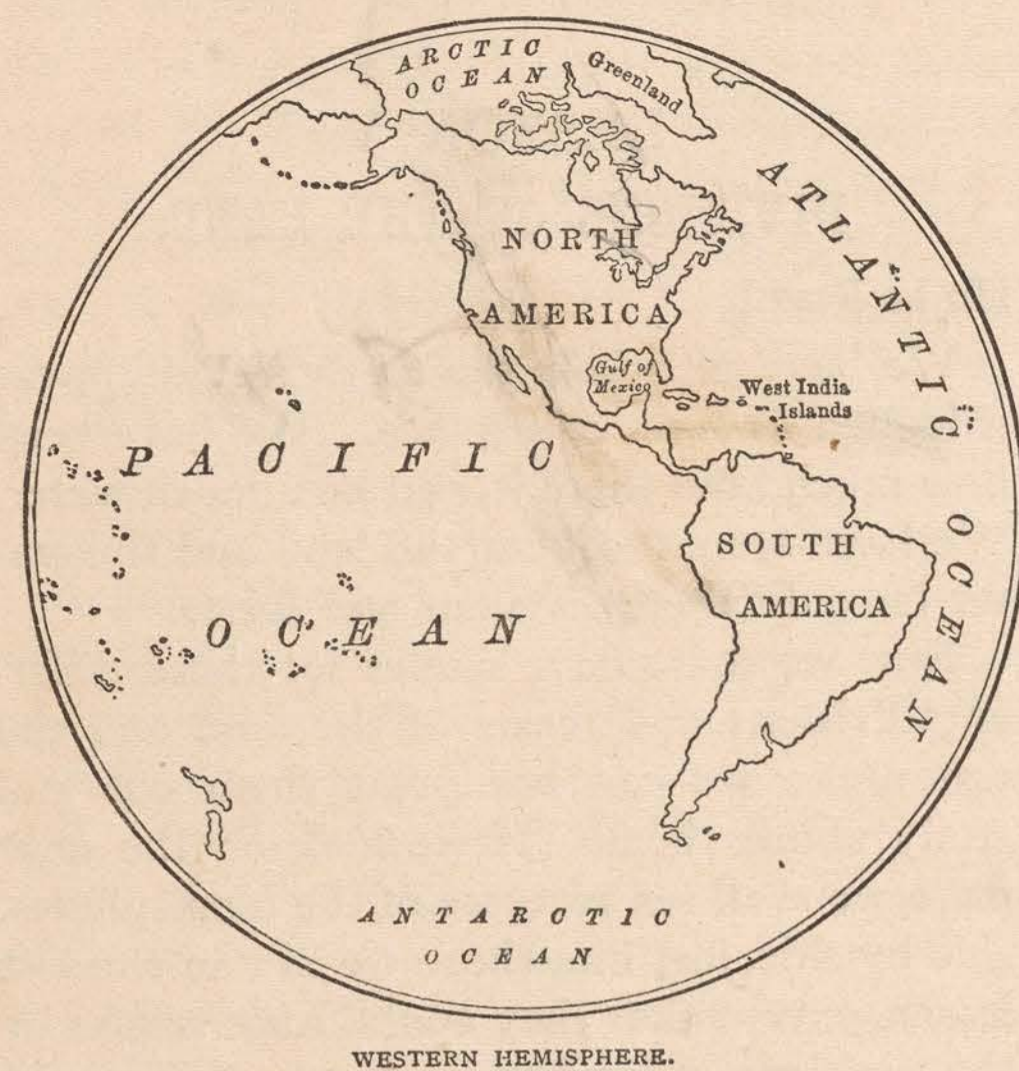 ARCTIC
OCEAN
Greenland
ATLANTIC OCEAN
NORTH
AMERICA
Gulf of
Mexico
West India
Islands
PACIFIC
OCEAN
SOUTH
AMERICA
ANTARCTIC
OCEAN
WESTERN HEMISPHERE.